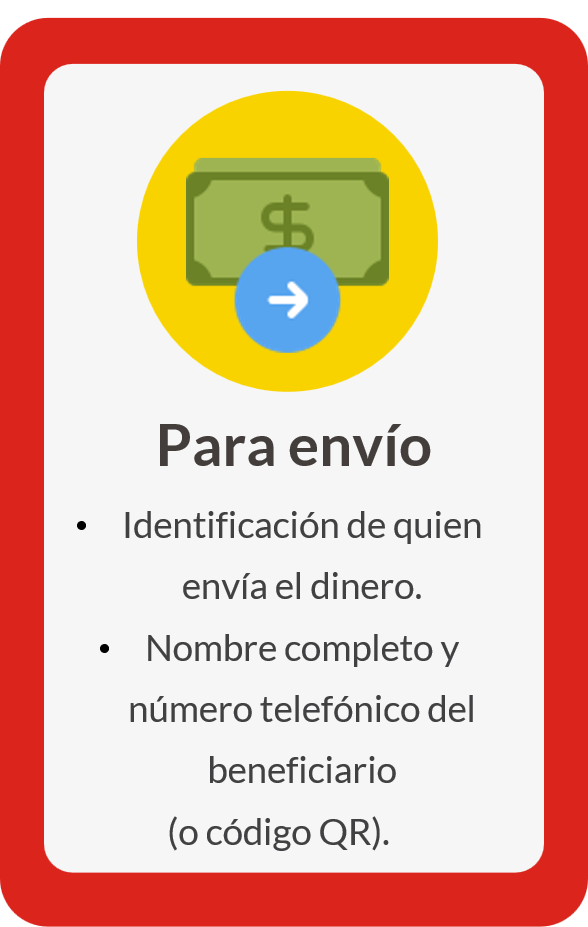 $
Para envío
• Identificación de quien
envía el dinero.
• Nombre completo y
número telefónico del
beneficiario
(o código QR).